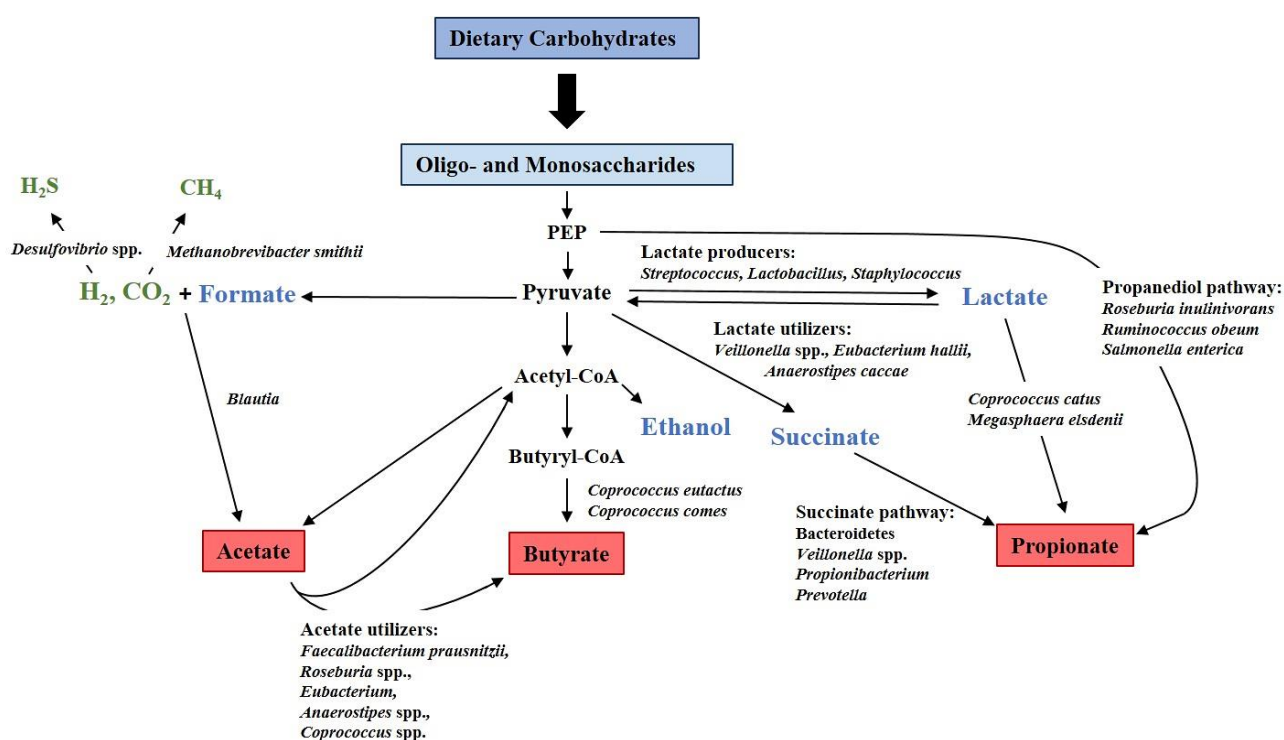 Dietary Carbohydrates
Oligo- and Monosaccharides
H₂S
CH₄
PEP
Desulfovibrio spp.
Methanobrevibacter smithii
Lactate producers:
Streptococcus, Lactobacillus, Staphylococcus
H₂, CO₂ + Formate
Pyruvate
Lactate
Propanediol pathway:
Roseburia inulinivorans
Ruminococcus obeum
Salmonella enterica
Lactate utilizers:
Veillonella spp., Eubacterium hallii,
Anaerostipes caccae
Acetyl-CoA
Blautia
Ethanol
Succinate
Coprococcus catus
Megasphaera elsdenii
Butyryl-CoA
Coprococcus eutactus
Coprococcus comes
Succinate pathway:
Bacteroidetes
Veillonella spp.
Propionibacterium
Prevotella
Acetate
Butyrate
Propionate
Acetate utilizers:
Faecalibacterium prausnitzii,
Roseburia spp.,
Eubacterium,
Anaerostipes spp.,
Coprococcus spp.